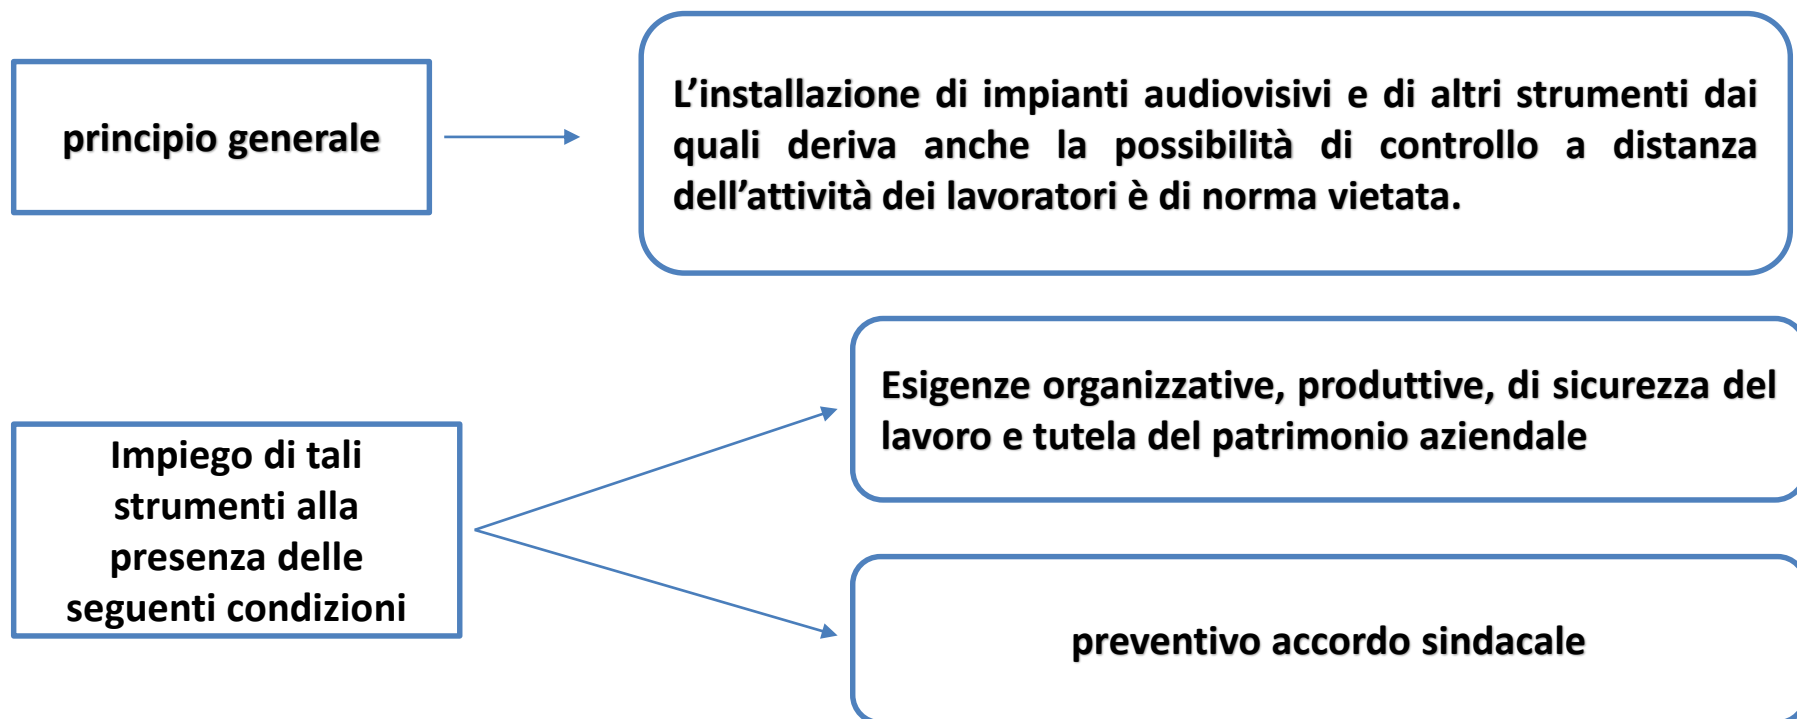 principio generale
L’installazione di impianti audiovisivi e di altri strumenti dai
quali deriva anche la possibilità di controllo a distanza
dell’attività dei lavoratori è di norma vietata.
Impiego di tali
strumenti alla
presenza delle
seguenti condizioni
Esigenze organizzative, produttive, di sicurezza del
lavoro e tutela del patrimonio aziendale
preventivo accordo sindacale